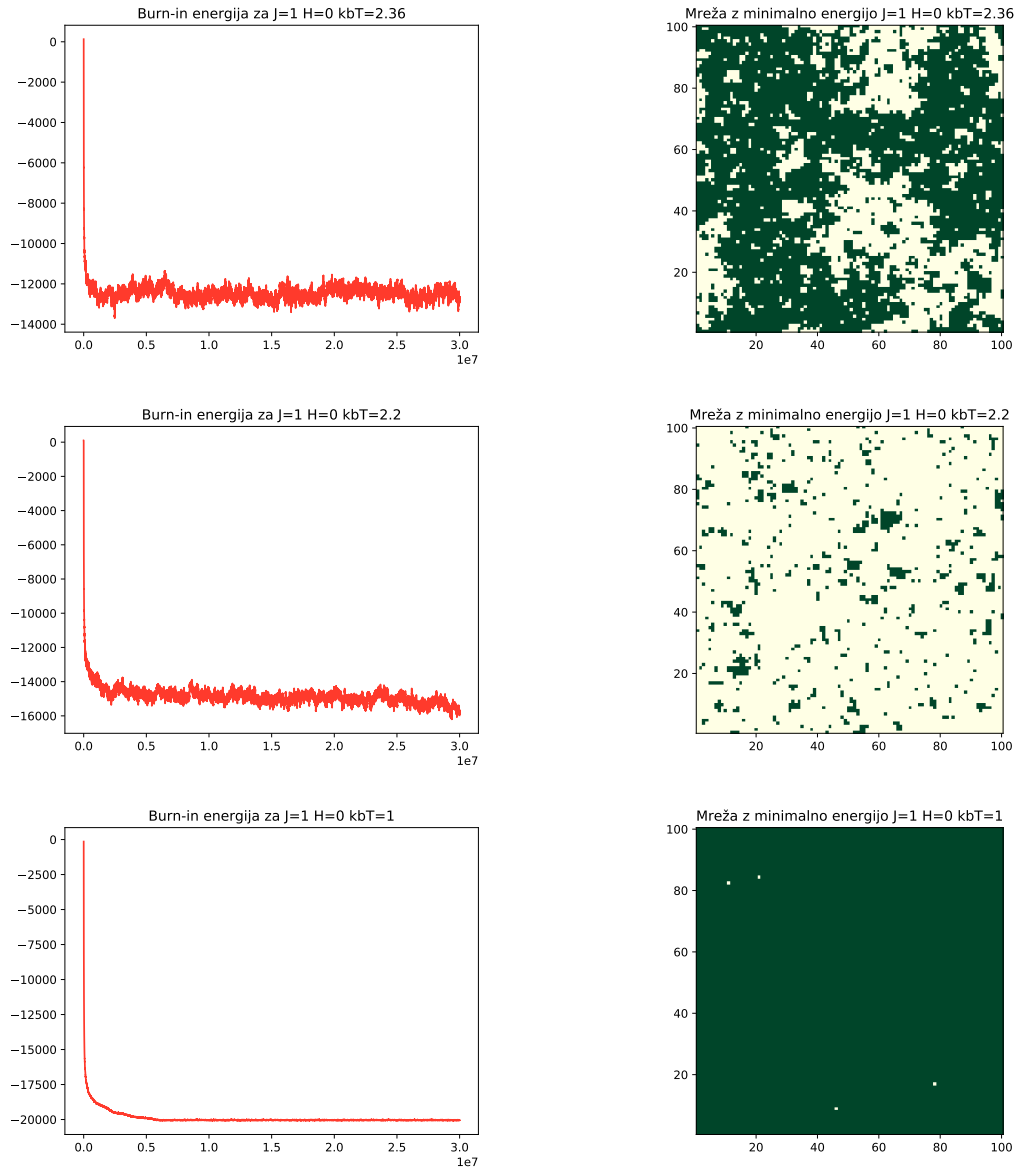 Burn-in energija za J=1 H=0 kbT=2.36
0
−2000
−4000
−6000
−8000
−10000
−12000
−14000
0.0 0.5 1.0 1.5 2.0 2.5 3.0
1e7
Mreža z minimalno energijo J=1 H=0 kbT=2.36
100
80
60
40
20
20 40 60 80 100
Burn-in energija za J=1 H=0 kbT=2.2
0
−2000
−4000
−6000
−8000
−10000
−12000
−14000
−16000
0.0 0.5 1.0 1.5 2.0 2.5 3.0
1e7
Mreža z minimalno energijo J=1 H=0 kbT=2.2
100
80
60
40
20
20 40 60 80 100
Burn-in energija za J=1 H=0 kbT=1
0
−2500
−5000
−7500
−10000
−12500
−15000
−17500
−20000
0.0 0.5 1.0 1.5 2.0 2.5 3.0
1e7
Mreža z minimalno energijo J=1 H=0 kbT=1
100
80
60
40
20
20 40 60 80 100